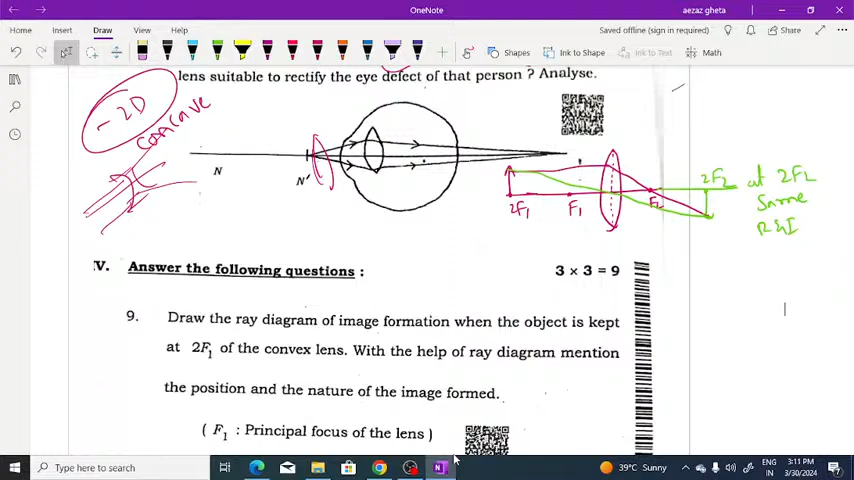 OneNote
aezaz gheta
Home
Insert
Draw
View
Help
Saved offline (sign in required)
Share
Shapes
Ink to Shape
Ink to Text
Math
lens suitable to rectify the eye defect of that person ? Analyse.
-2D
concave
N
N'
2F1
F1
F2
2F2
at 2F2
Same
R&I
IV. Answer the following questions : 3 × 3 = 9
9. Draw the ray diagram of image formation when the object is kept
at 2F1 of the convex lens. With the help of ray diagram mention
the position and the nature of the image formed.
( F1 : Principal focus of the lens )
Type here to search
39°C Sunny
ENG
IN
3:11 PM
3/30/2024
7